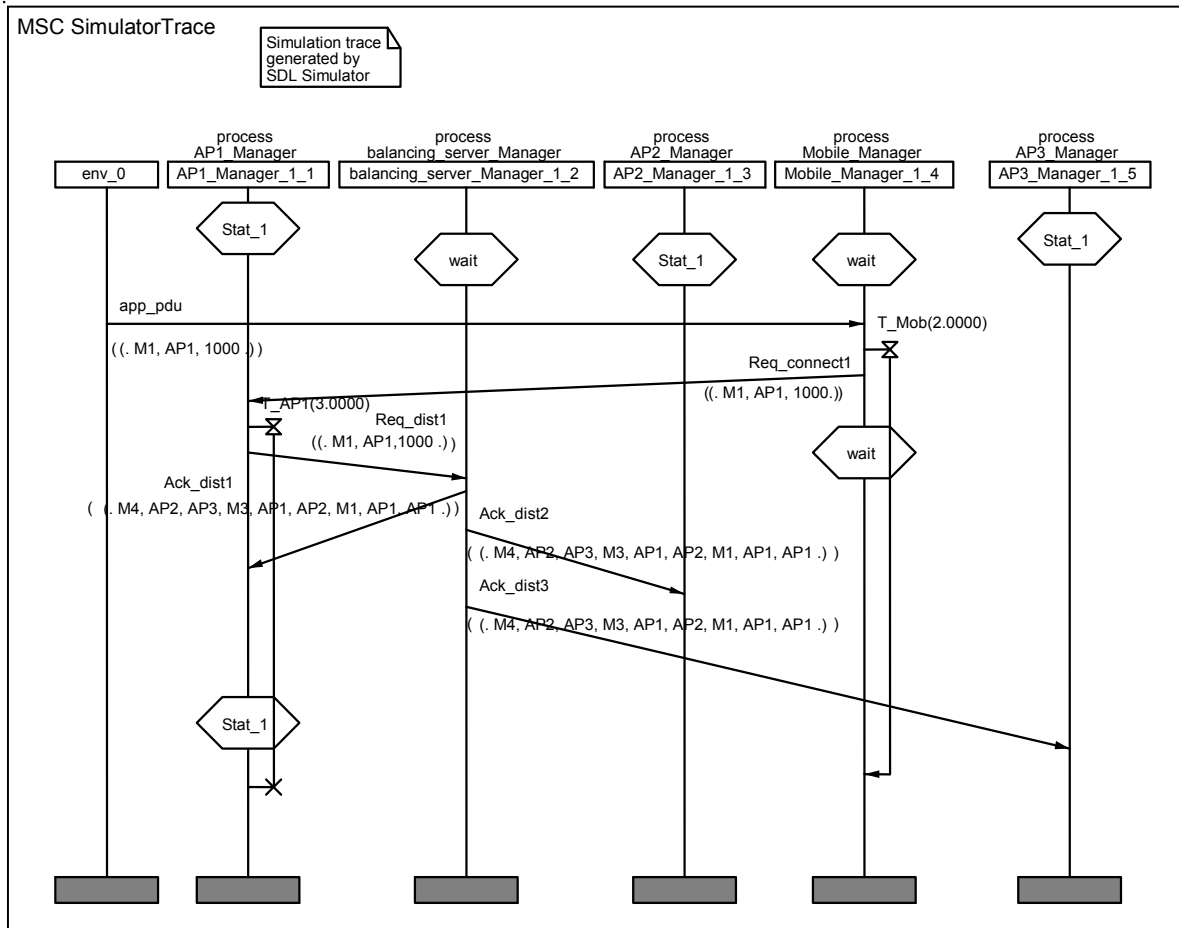 MSC SimulatorTrace
Simulation trace
generated by
SDL Simulator
process
AP1_Manager
process
balancing_server_Manager
process
AP2_Manager
process
Mobile_Manager
process
AP3_Manager
env_0
AP1_Manager_1_1
balancing_server_Manager_1_2
AP2_Manager_1_3
Mobile_Manager_1_4
AP3_Manager_1_5
Stat_1
wait
Stat_1
wait
Stat_1
app_pdu
((. M1, AP1, 1000 .))
T_Mob(2.0000)
Req_connect1
((. M1, AP1, 1000.))
T_AP1(3.0000)
Req_dist1
((. M1, AP1,1000 .))
wait
Ack_dist1
( (. M4, AP2, AP3, M3, AP1, AP2, M1, AP1, AP1 .) )
Ack_dist2
( (. M4, AP2, AP3, M3, AP1, AP2, M1, AP1, AP1 .) )
Ack_dist3
( (. M4, AP2, AP3, M3, AP1, AP2, M1, AP1, AP1 .) )
Stat_1